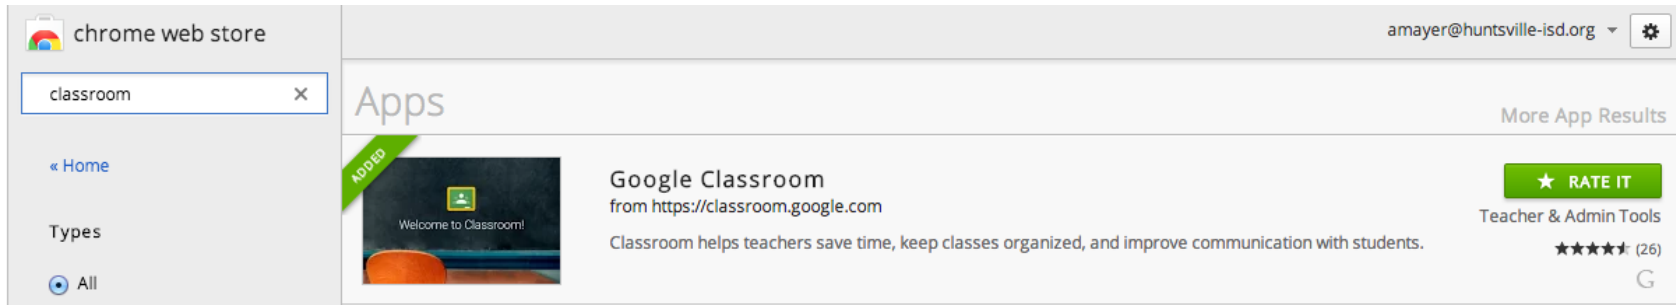 chrome web store
amayer@huntsville-isd.org
classroom
Apps
More App Results
« Home
ADDED
Welcome to Classroom!
Google Classroom
RATE IT
from https://classroom.google.com
Teacher & Admin Tools
Types
Classroom helps teachers save time, keep classes organized, and improve communication with students.
(26)
All
G